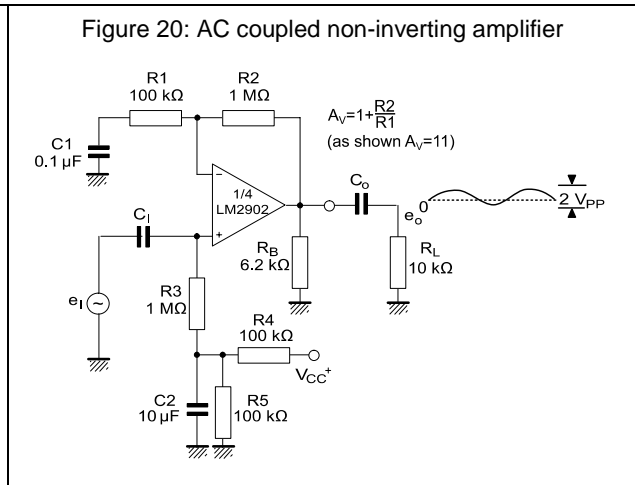 Figure 20: AC coupled non-inverting amplifier
R1
100 kΩ
R2
1 MΩ
A_V=1+R2/R1
(as shown A_V=11)
C1
0.1 µF
1/4
LM2902
−
+
C_I
C_o
0
e_o
2 V_PP
R_B
6.2 kΩ
R_L
10 kΩ
e_I
~
R3
1 MΩ
R4
100 kΩ
V_CC+
C2
10 µF
R5
100 kΩ